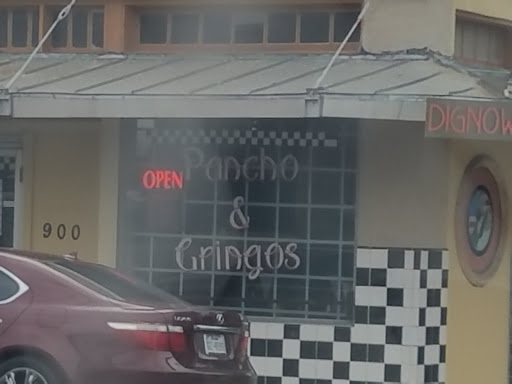 DIGNOW
OPEN
Pancho
&
Gringos
900